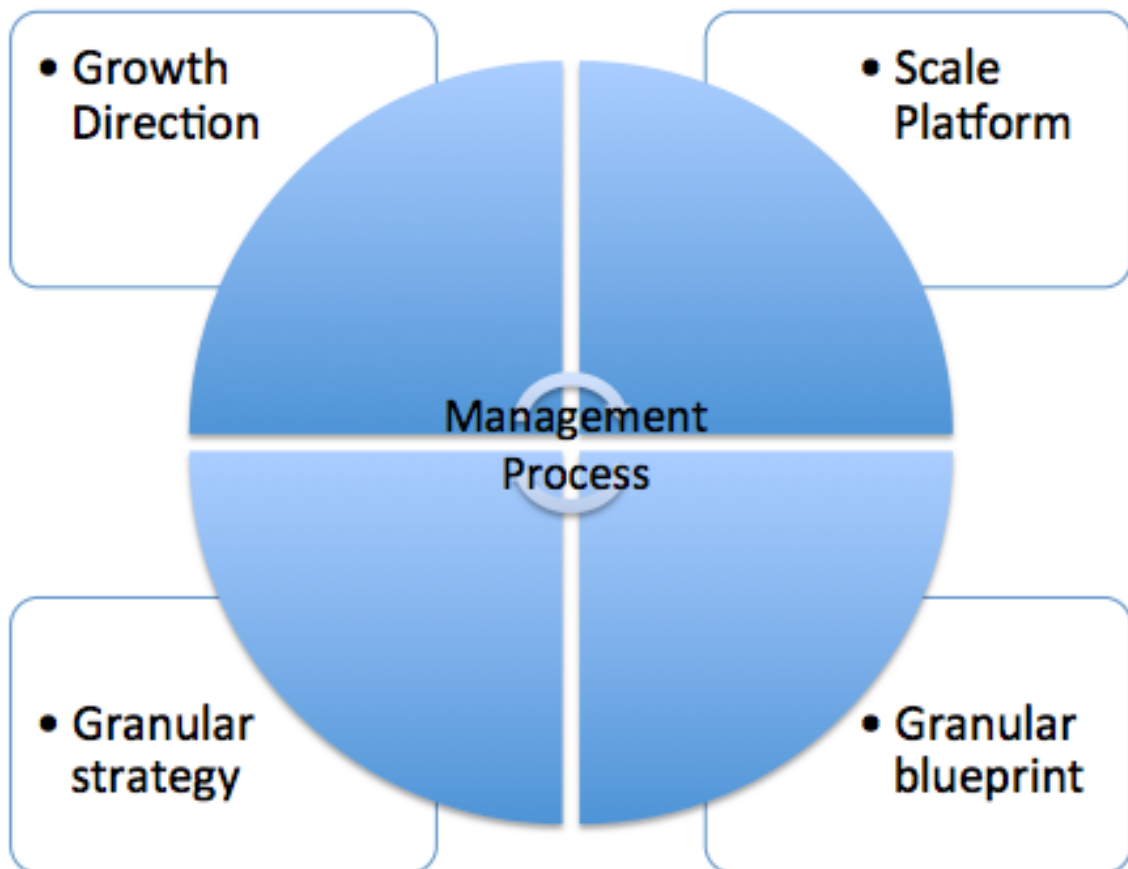 • Growth
Direction
• Scale
Platform
Management
Process
• Granular
strategy
• Granular
blueprint